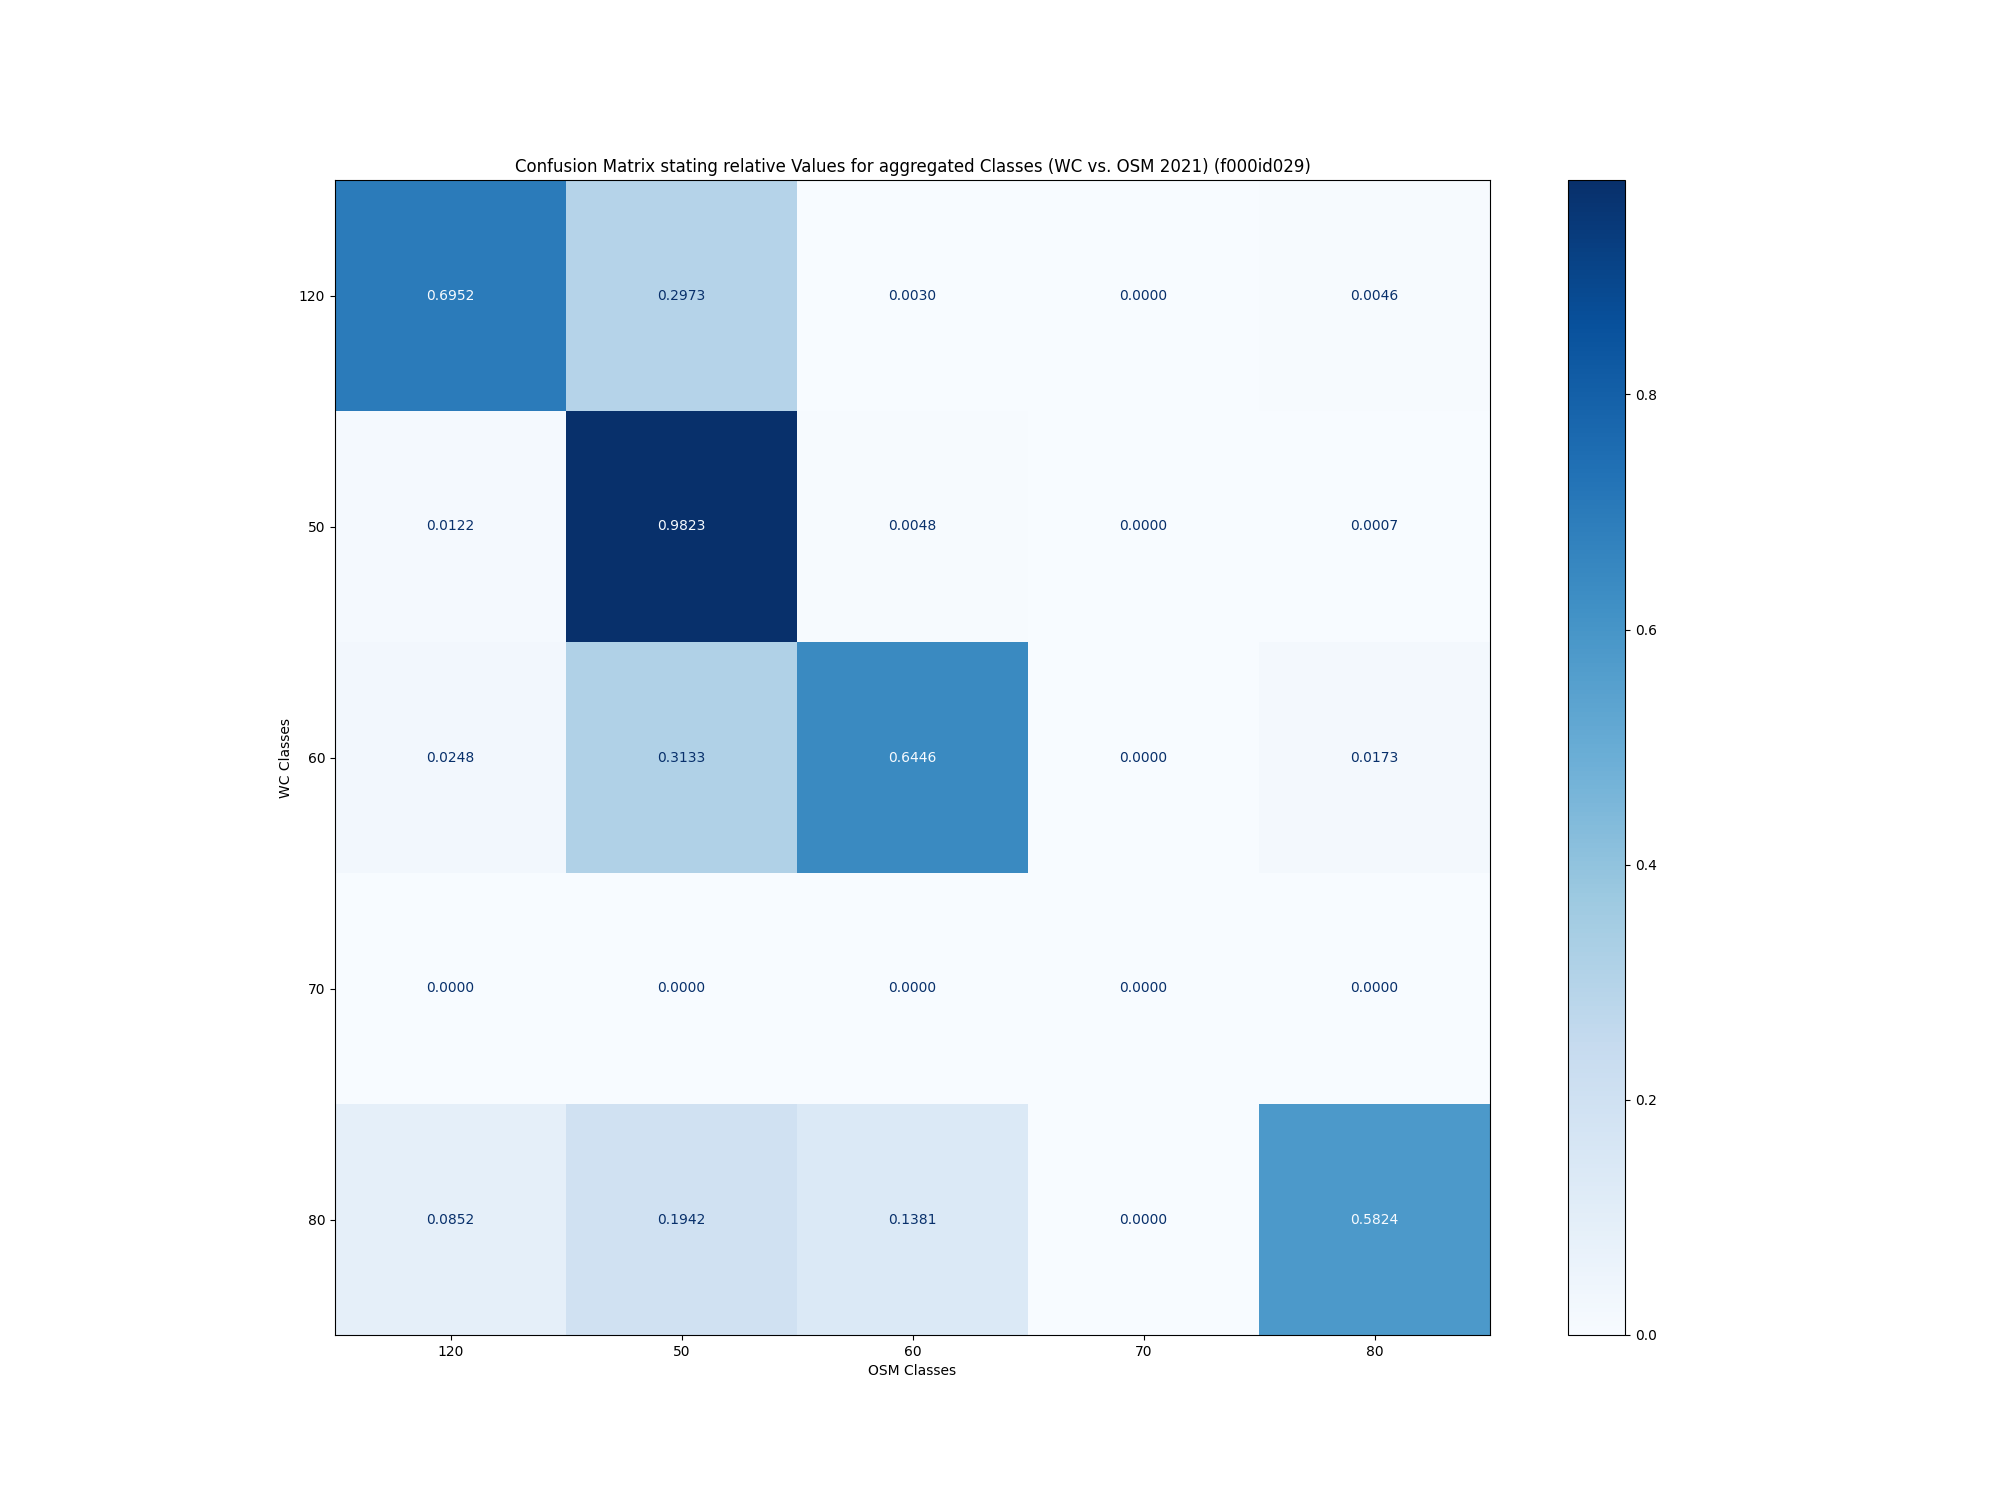 Confusion Matrix stating relative Values for aggregated Classes (WC vs. OSM 2021) (f000id029)
120 0.6952 0.2973 0.0030 0.0000 0.0046
0.8
50 0.0122 0.9823 0.0048 0.0000 0.0007
0.6
WC Classes
60 0.0248 0.3133 0.6446 0.0000 0.0173
0.4
70 0.0000 0.0000 0.0000 0.0000 0.0000
0.2
80 0.0852 0.1942 0.1381 0.0000 0.5824
0.0
120 50 60 70 80
OSM Classes